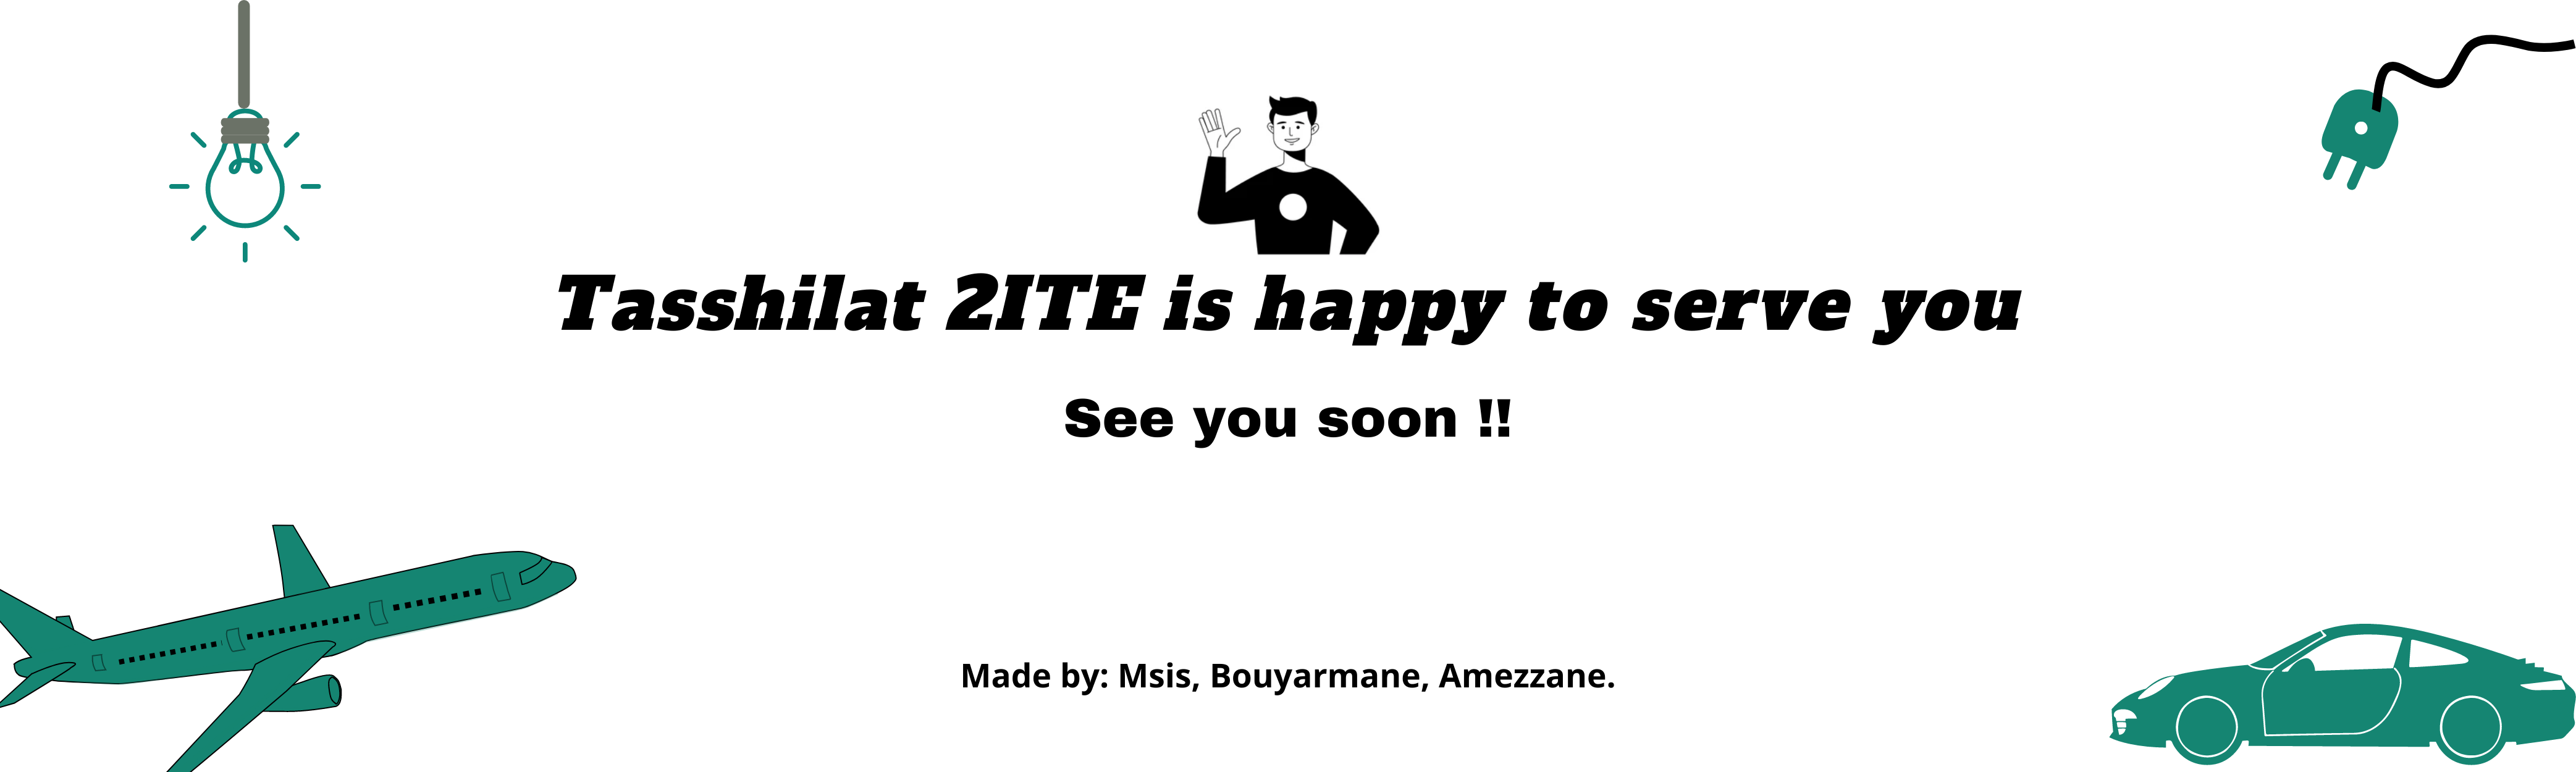 Tasshilat 2ITE is happy to serve you
See you soon !!
Made by: Msis, Bouyarmane, Amezzane.